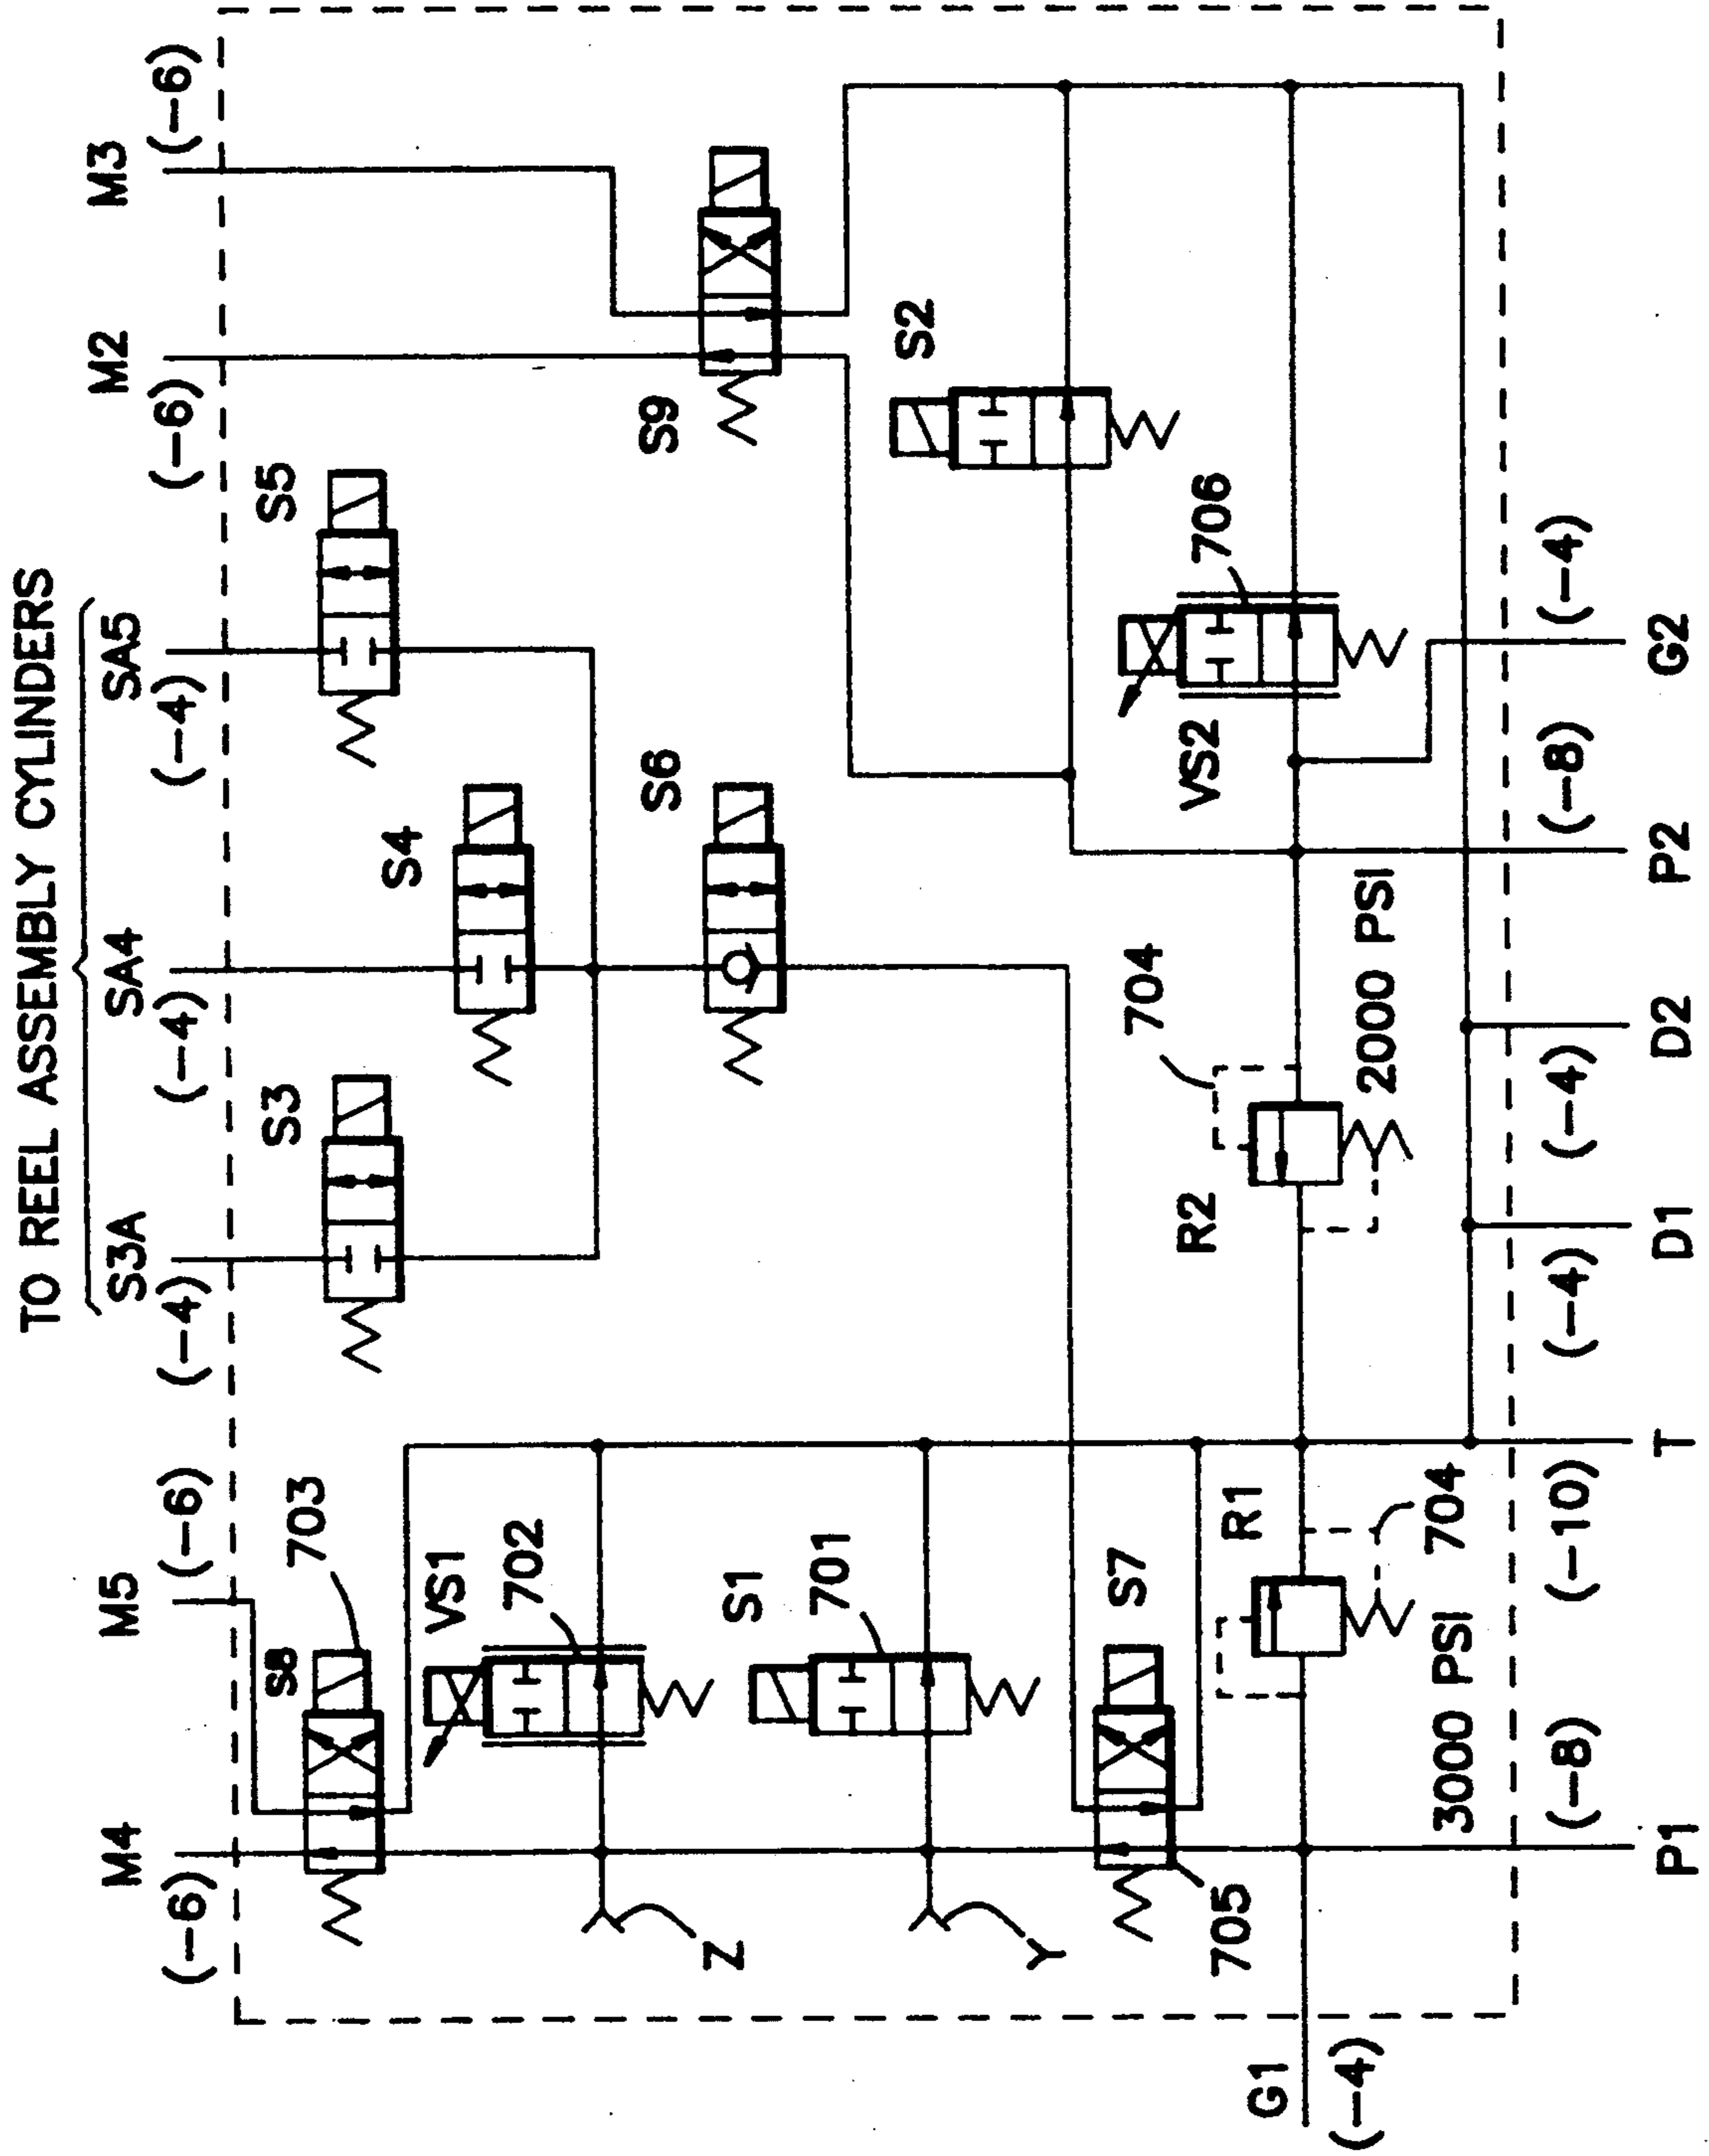 TO REEL ASSEMBLY CYLINDERS
M4
(–6)
M5
(–6)
S3A
(–4)
SA4
(–4)
SA5
(–4)
M2
(–6)
M3
(–6)
S8
703
S3
S4
S5
VS1
702
S6
S9
S1
701
S2
Z
Y
S7
705
VS2
706
R1
704
3000 PSI
R2
704
2000 PSI
G1
(–4)
P1
(–8)
T
(–10)
D1
(–4)
D2
(–4)
P2
(–8)
G2
(–4)